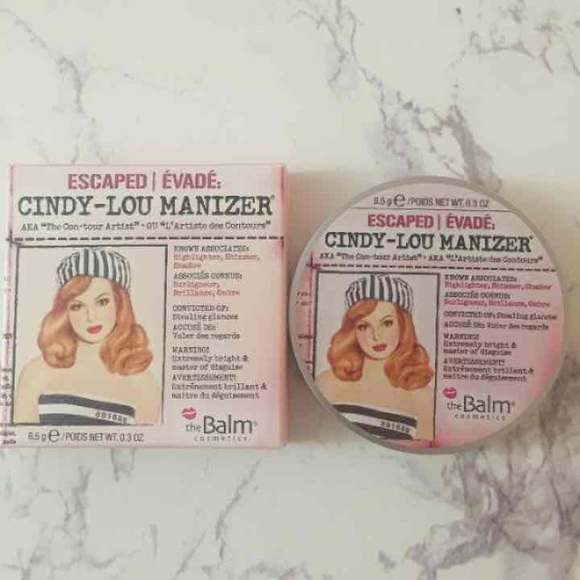 ESCAPED | ÉVADÉ:
CINDY-LOU MANIZER®
AKA "The Con-tour Artist" • OU "L'Artiste des Contours"
KNOWN ASSOCIATES:
Highlighter, Shimmer,
Shadow
ASSOCIÉS CONNUS:
Surligneur,
Brillance, Ombre
CONVICTED OF:
Stealing glances
ACCUSÉ DE:
Voler des regards
WARNING!
Extremely bright &
master of disguise
AVERTISSEMENT!
Extrêmement brillant &
maître du déguisement
8.5 g e/POIDS NET WT. 0.3 OZ
theBalm®
cosmetics
8.5 g e/POIDS NET WT. 0.3 OZ
ESCAPED | ÉVADÉ:
CINDY-LOU MANIZER®
AKA "The Con-tour Artist" • AKA "L'Artiste des Contours"
KNOWN ASSOCIATES:
Highlighter, Shimmer, Shadow
ASSOCIÉS CONNUS:
Surligneur, Brillance, Ombre
CONVICTED OF: Stealing glances
ACCUSÉ DE: Voler des regards
WARNING!
Extremely bright &
master of disguise
AVERTISSEMENT!
Extrêmement brillant &
maître du déguisement
theBalm®
cosmetics